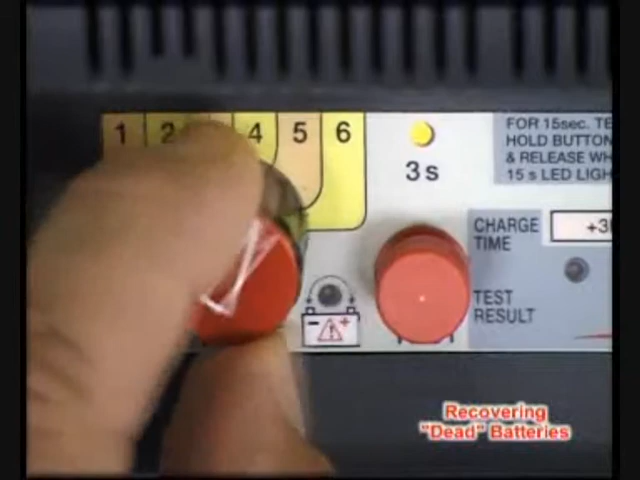 1 2 4 5 6
3 s
FOR 15sec. TE
HOLD BUTTON
& RELEASE WH
15 s LED LIGH
CHARGE
TIME
+3
TEST
RESULT
- ! +
Recovering
"Dead" Batteries